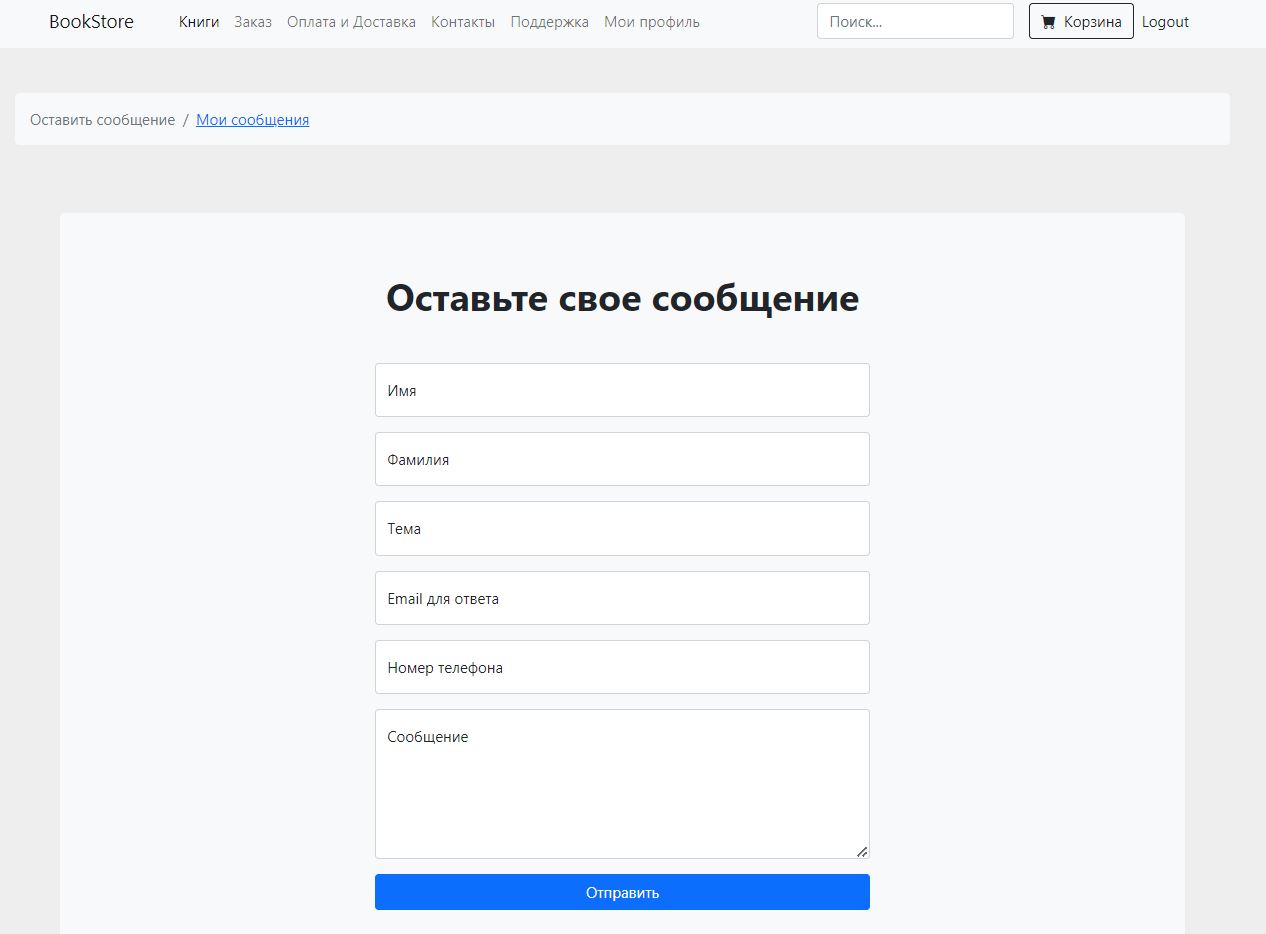 BookStore Книги Заказ Оплата и Доставка Контакты Поддержка Мои профиль Поиск... Корзина Logout
Оставить сообщение / Мои сообщения
Оставьте свое сообщение
Имя
Фамилия
Тема
Email для ответа
Номер телефона
Сообщение
Отправить